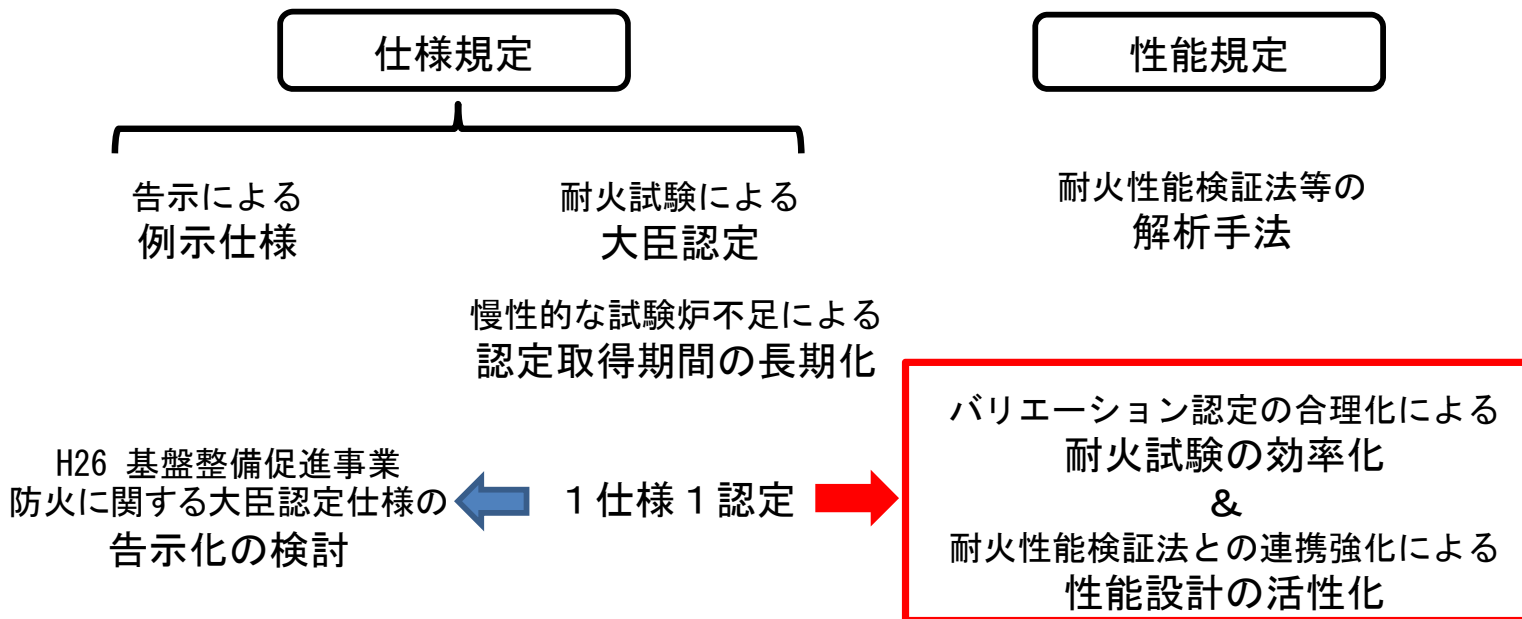 仕様規定
性能規定
告示による
例示仕様
耐火試験による
大臣認定
耐火性能検証法等の
解析手法
慢性的な試験炉不足による
認定取得期間の長期化
H26 基盤整備促進事業
防火に関する大臣認定仕様の
告示化の検討
1仕様1認定
バリエーション認定の合理化による
耐火試験の効率化
&
耐火性能検証法との連携強化による
性能設計の活性化